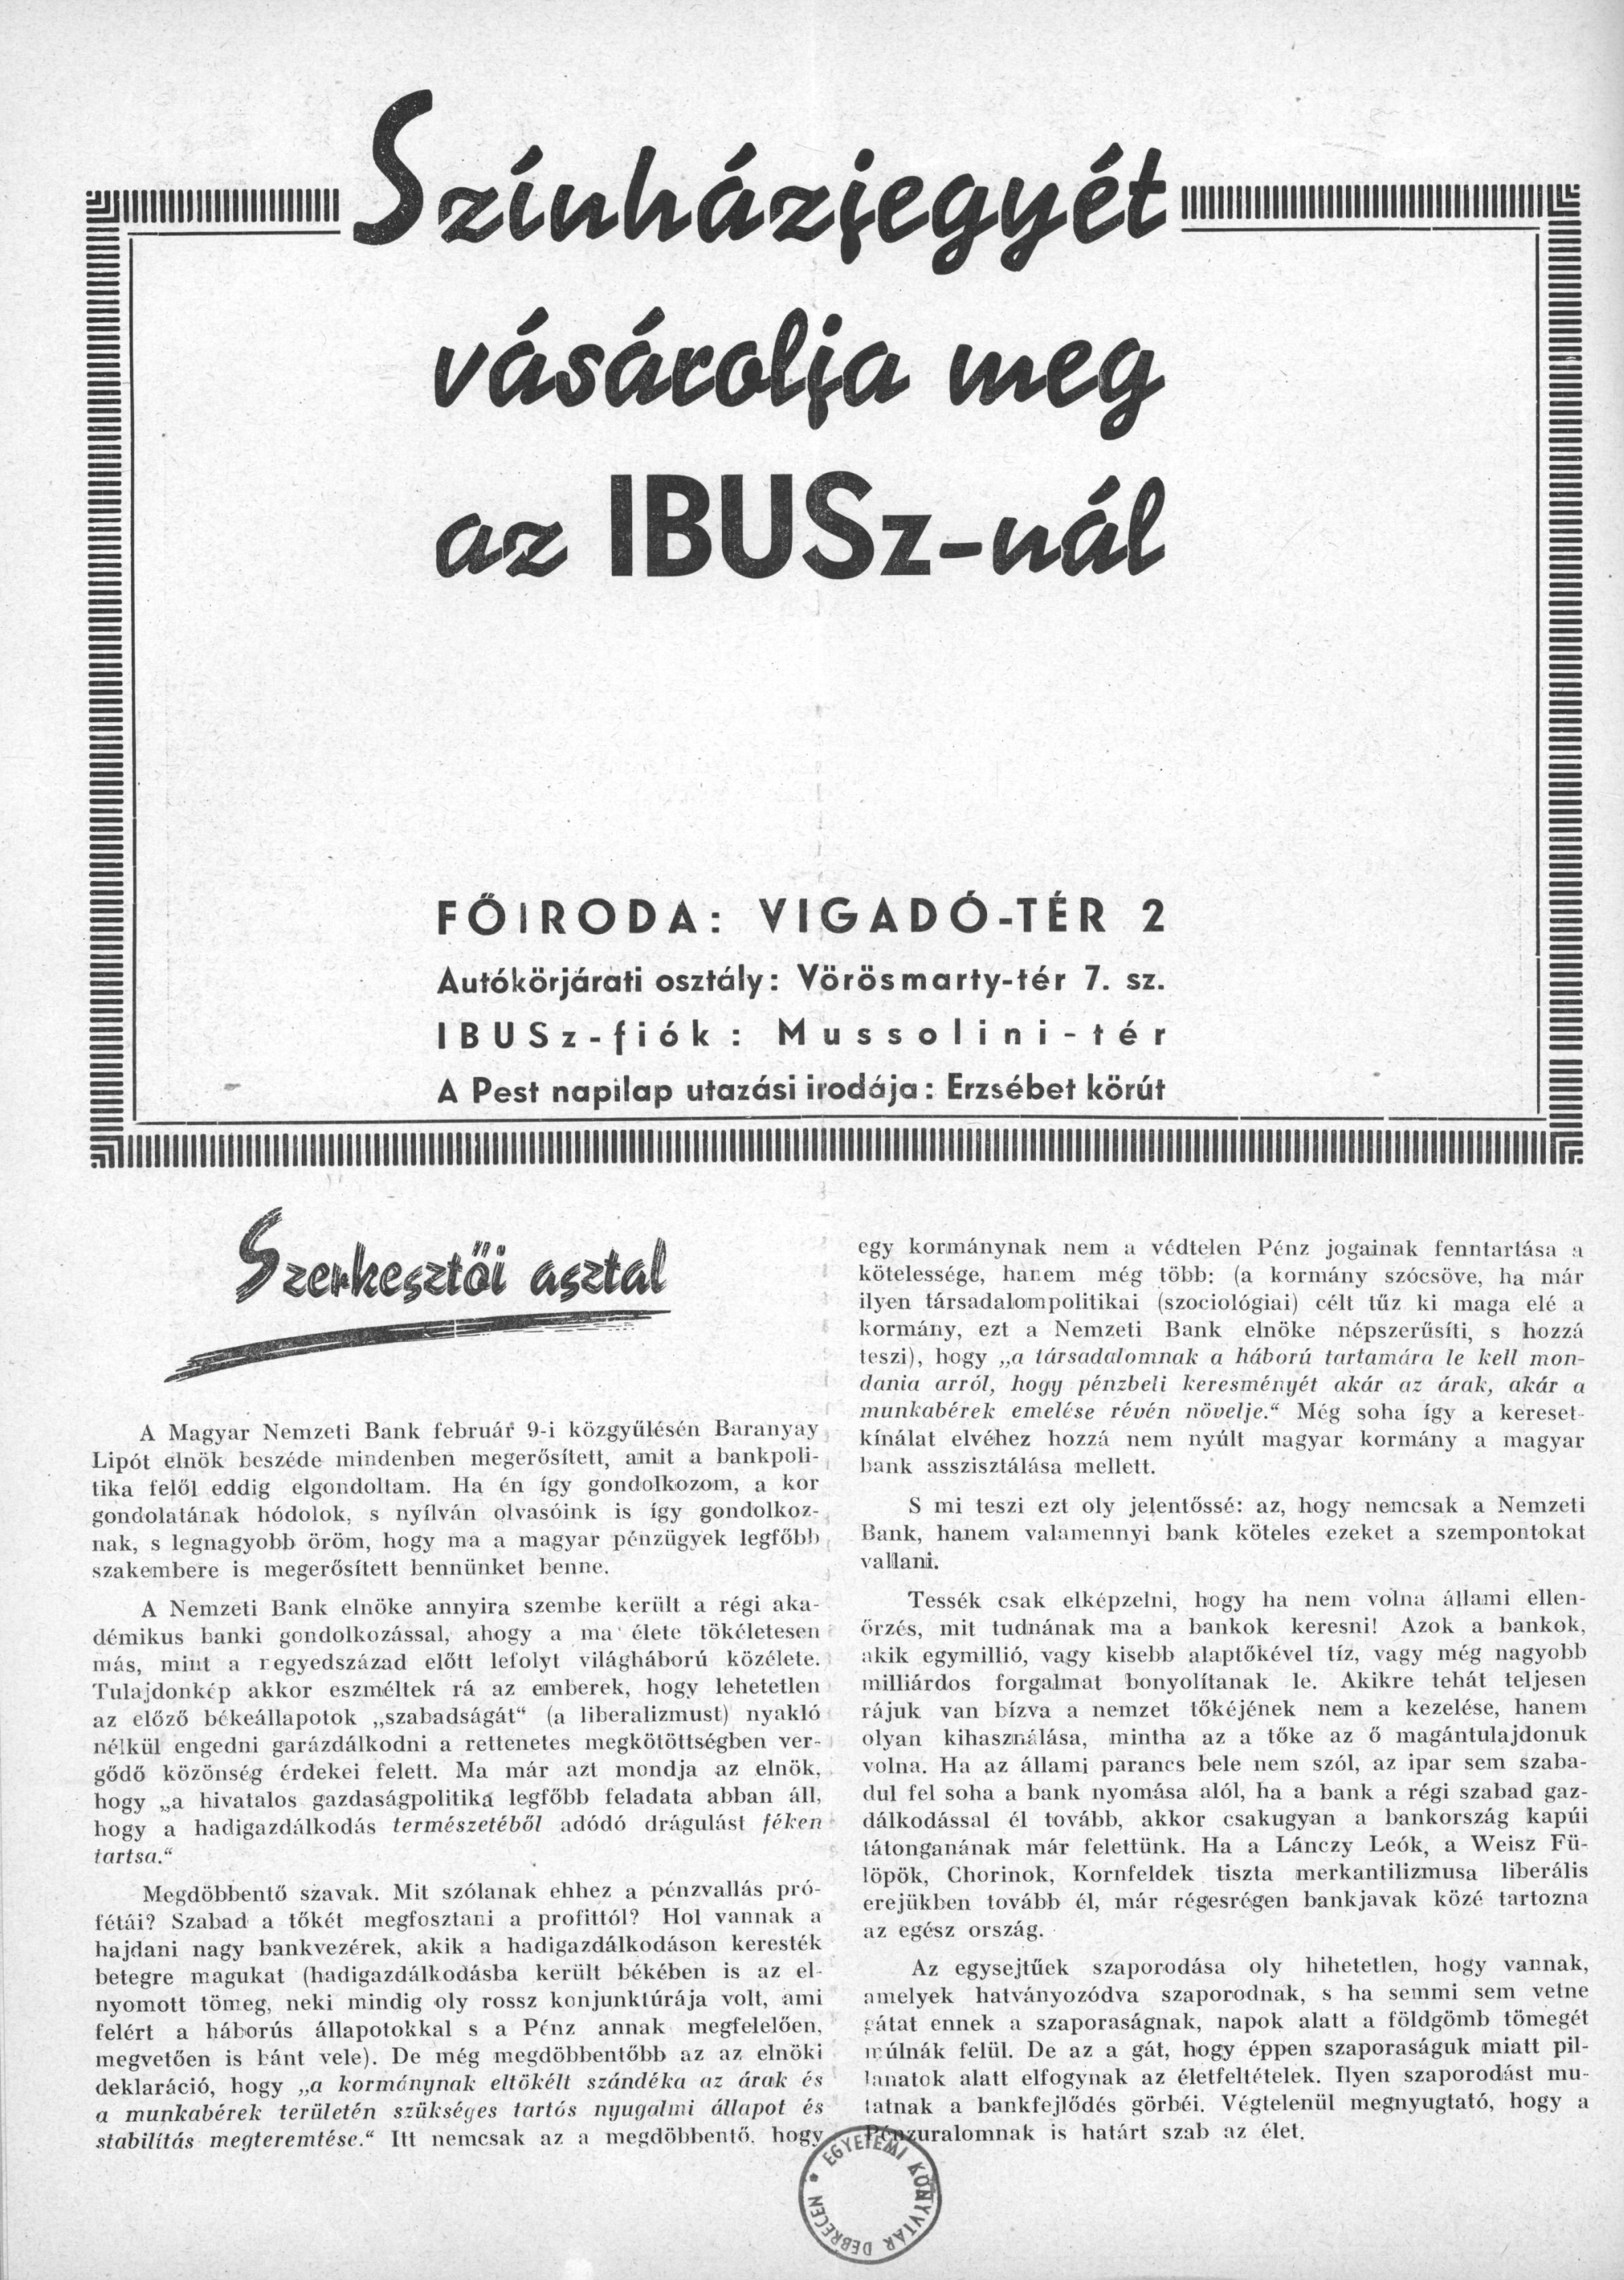 Színházjegyét
vásárolja meg
az IBUSz-nál
FŐIRODA: VIGADÓ-TÉR 2
Autókörjárati osztály: Vörösmarty-tér 7. sz.
IBUSz-fiók: Mussolini-tér
A Pest napilap utazási irodája: Erzsébet körút
Szerkesztői asztal
A Magyar Nemzeti Bank február 9-i közgyűlésén Baranyay
Lipót elnök beszéde mindenben megerősített, amit a bankpoli-
tika felől eddig elgondoltam. Ha én így gondolkozom, a kor
gondolatának hódolok, s nyílván olvasóink is így gondolkoz-
nak, s legnagyobb öröm, hogy ma a magyar pénzügyek legfőbb
szakembere is megerősített bennünket benne.
A Nemzeti Bank elnöke annyira szembe került a régi aka-
démikus banki gondolkozással, ahogy a ma élete tökéletesen
más, mint a negyedszázad előtt lefolyt világháború közélete.
Tulajdonkép akkor eszméltek rá az emberek, hogy lehetetlen
az előző békeállapotok „szabadságát“ (a liberalizmust) nyakló
nélkül engedni garázdálkodni a rettenetes megkötöttségben ver-
gődő közönség érdekei felett. Ma már azt mondja az elnök,
hogy „a hivatalos gazdaságpolitika legfőbb feladata abban áll,
hogy a hadigazdálkodás természetéből adódó drágulást féken
tartsa.“
Megdöbbentő szavak. Mit szólanak ehhez a pénzvallás pró-
fétái? Szabad a tőkét megfosztani a profittól? Hol vannak a
hajdani nagy bankvezérek, akik a hadigazdálkodáson keresték
betegre magukat (hadigazdálkodásba került békében is az el-
nyomott tömeg, neki mindig oly rossz konjunktúrája volt, ami
felért a háborús állapotokkal s a Pénz annak megfelelően,
megvetően is bánt vele). De még megdöbbentőbb az az elnöki
deklaráció, hogy „a kormánynak eltökélt szándéka az árak és
a munkabérek területén szükséges tartós nyugalmi állapot és
stabilítás megteremtése.“ Itt nemcsak az a megdöbbentő, hogy
egy kormánynak nem a védtelen Pénz jogainak fenntartása a
kötelessége, hanem még több: (a kormány szócsöve, ha már
ilyen társadalompolitikai (szociológiai) célt tűz ki maga elé a
kormány, ezt a Nemzeti Bank elnöke népszerűsíti, s hozzá
teszi), hogy „a társadalomnak a háború tartamára le kell mon-
dania arról, hogy pénzbeli keresményét akár az árak, akár a
munkabérek emelése révén növelje.“ Még soha így a kereset-
kínálat elvéhez hozzá nem nyúlt magyar kormány a magyar
bank asszisztálása mellett.
S mi teszi ezt oly jelentőssé: az, hogy nemcsak a Nemzeti
Bank, hanem valamennyi bank köteles ezeket a szempontokat
vallani.
Tessék csak elképzelni, hogy ha nem volna állami ellen-
őrzés, mit tudnának ma a bankok keresni! Azok a bankok,
akik egymillió, vagy kisebb alaptőkével tíz, vagy még nagyobb
milliárdos forgalmat bonyolítanak le. Akikre tehát teljesen
rájuk van bízva a nemzet tőkéjének nem a kezelése, hanem
olyan kihasználása, mintha az a tőke az ő magántulajdonuk
volna. Ha az állami parancs bele nem szól, az ipar sem szaba-
dul fel soha a bank nyomása alól, ha a bank a régi szabad gaz-
dálkodással él tovább, akkor csakugyan a bankország kapúi
tátonganának már felettünk. Ha a Lánczy Leók, a Weisz Fü-
löpök, Chorinok, Kornfeldek tiszta merkantilizmusa liberális
erejükben tovább él, már régesrégen bankjavak közé tartozna
az egész ország.
Az egysejtűek szaporodása oly hihetetlen, hogy vannak,
amelyek hatványozódva szaporodnak, s ha semmi sem vetne
gátat ennek a szaporaságnak, napok alatt a földgömb tömegét
múlnák felül. De az a gát, hogy éppen szaporaságuk miatt pil-
lanatok alatt elfogynak az életfeltételek. Ilyen szaporodást mu-
tatnak a bankfejlődés görbéi. Végtelenül megnyugtató, hogy a
Pénzuralomnak is határt szab az élet.
EGYETEMI KÖNYVTÁR DEBRECEN *